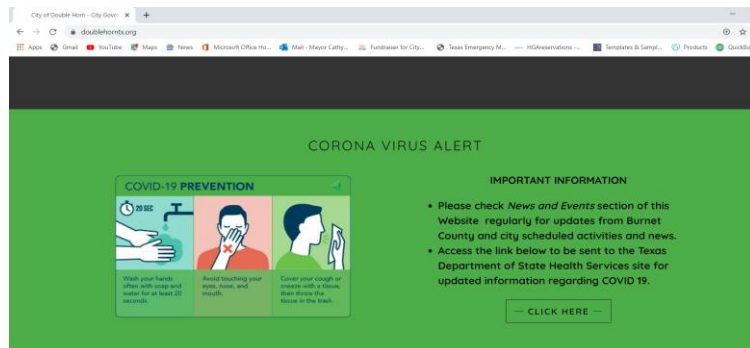 City of Double Horn - City Gover
doublehorntx.org
Apps Gmail YouTube Maps News Microsoft Office Ho... Mail - Mayor Cathy... Fundraiser for City... Texas Emergency M... HGAreservations -... Templates & Sampl... Products QuickBo
CORONA VIRUS ALERT
COVID-19 PREVENTION
20 SEC
Wash your hands
often with soap and
water for at least 20
seconds.
Avoid touching your
eyes, nose, and
mouth.
Cover your cough or
sneeze with a tissue,
then throw the
tissue in the trash.
IMPORTANT INFORMATION
• Please check News and Events section of this
Website regularly for updates from Burnet
County and city scheduled activities and news.
• Access the link below to be sent to the Texas
Department of State Health Services site for
updated information regarding COVID 19.
— CLICK HERE —